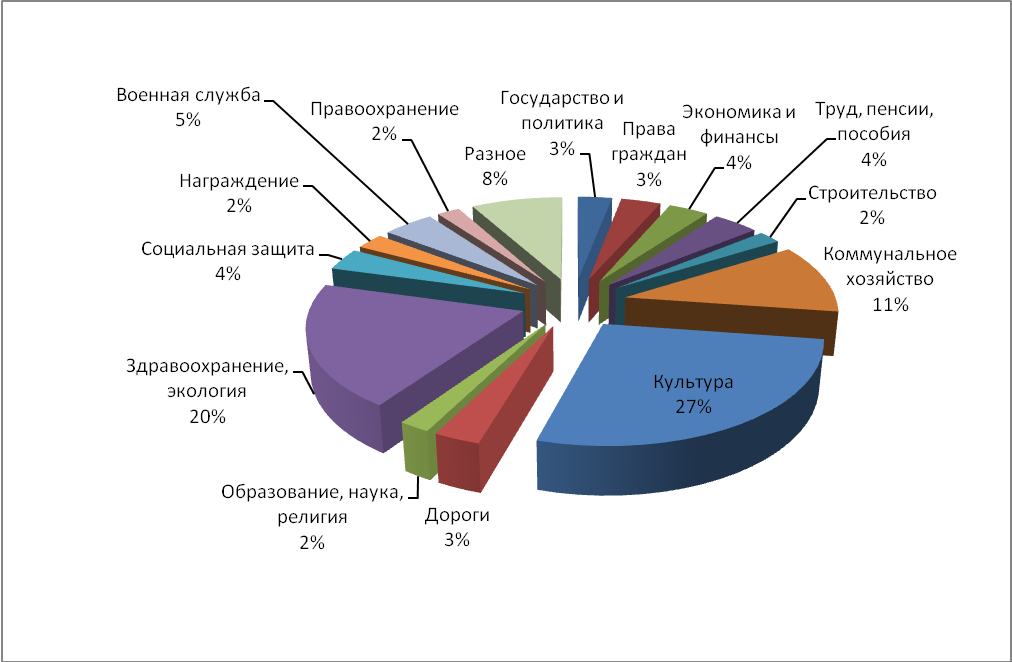 Военная служба
5%
Правоохранение
2%
Разное
8%
Государство и
политика
3%
Права
граждан
3%
Экономика и
финансы
4%
Труд, пенсии,
пособия
4%
Строительство
2%
Коммунальное
хозяйство
11%
Культура
27%
Дороги
3%
Образование, наука,
религия
2%
Здравоохранение,
экология
20%
Социальная защита
4%
Награждение
2%